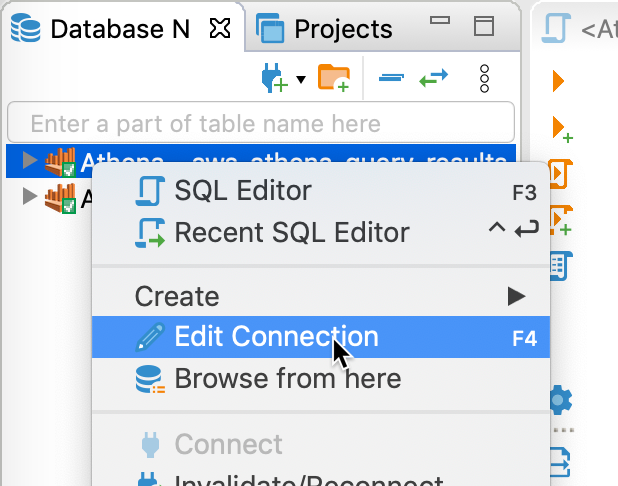 Database N
Projects
<At
Enter a part of table name here
Athena - aws_athena_query_results
A
SQL Editor F3
Recent SQL Editor ^
Create
Edit Connection F4
Browse from here
Connect
Invalidate/Reconnect